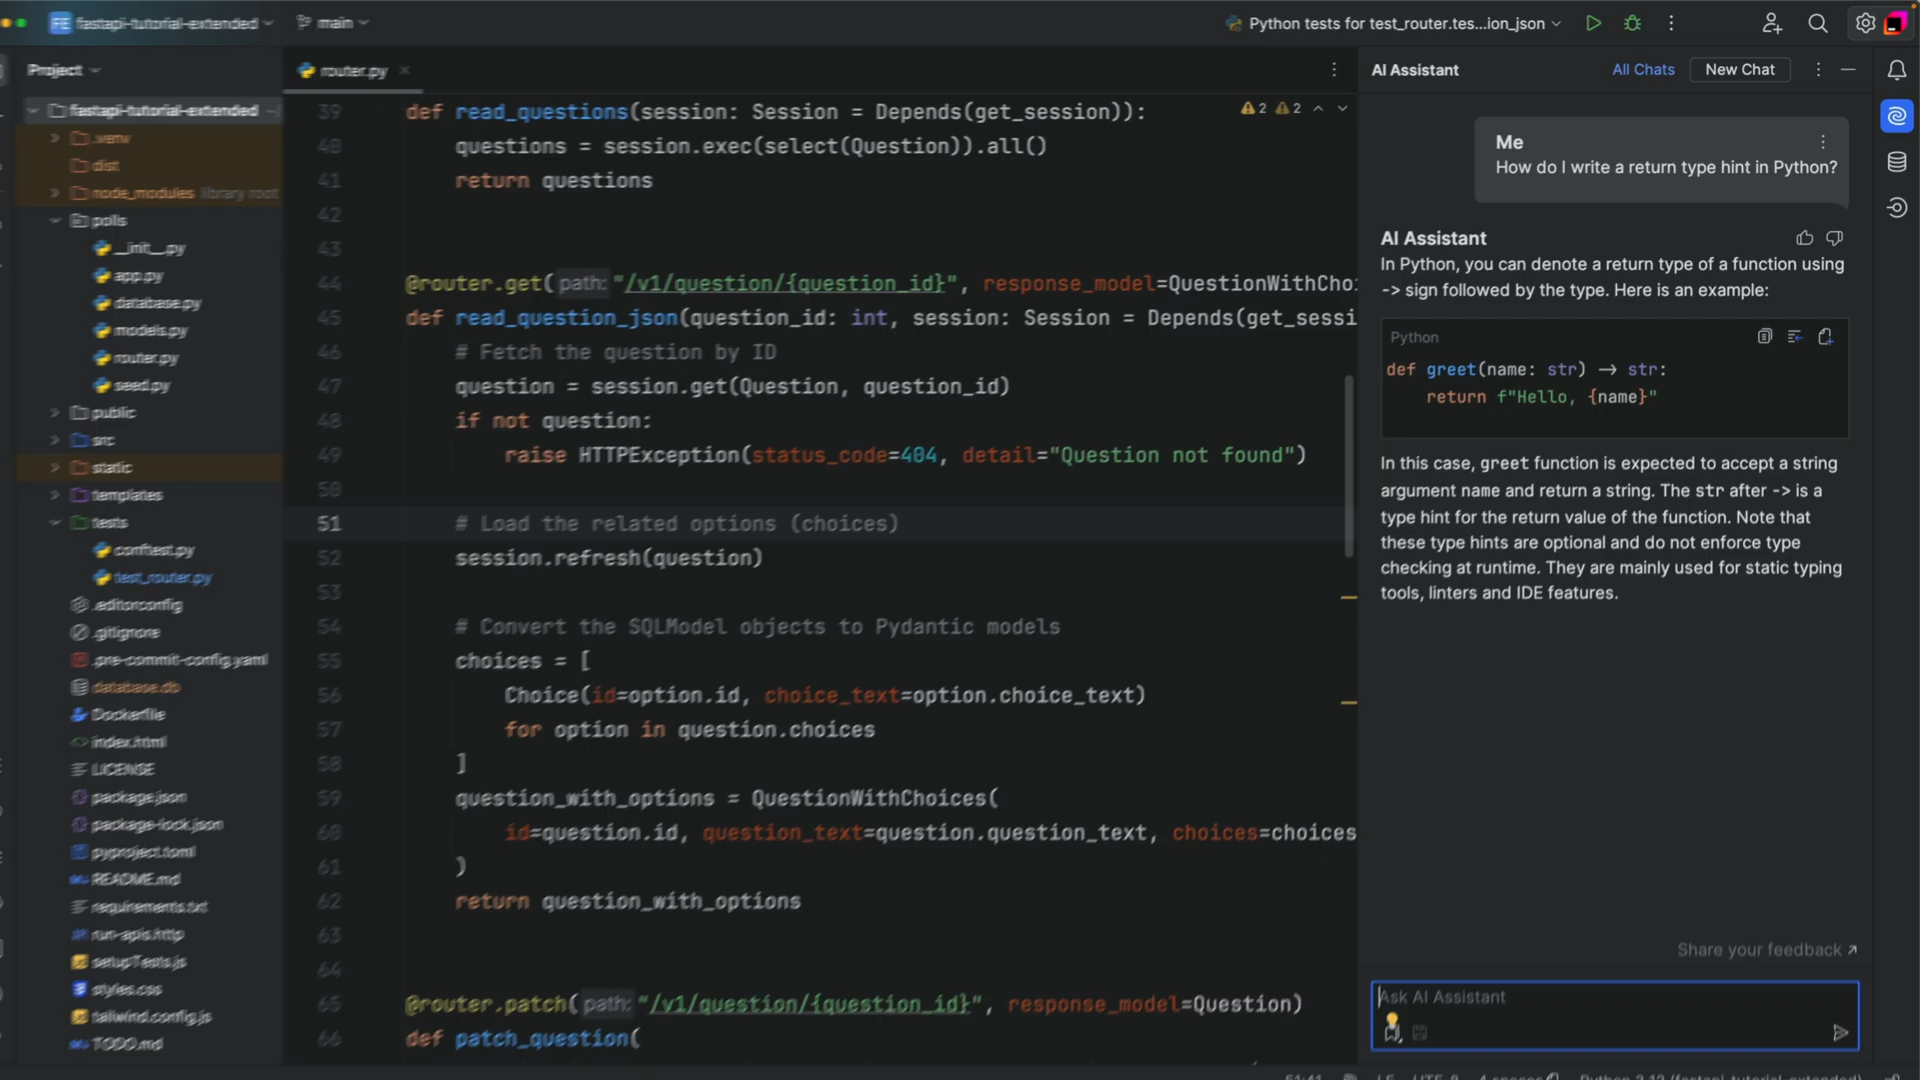 FE fastapi-tutorial-extended
main
Python tests for test_router.tes...ion_json
Project
fastapi-tutorial-extended
.venv
dist
node_modules library root
polls
__init__.py
app.py
database.py
models.py
router.py
seed.py
public
src
static
templates
tests
conftest.py
test_router.py
.editorconfig
.gitignore
.pre-commit-config.yaml
database.db
Dockerfile
index.html
LICENSE
package.json
package-lock.json
pyproject.toml
README.md
requirements.txt
run-apis.http
setupTests.js
styles.css
tailwind.config.js
TODO.md
router.py
2 2
39 def read_questions(session: Session = Depends(get_session)):
40 questions = session.exec(select(Question)).all()
41 return questions
42
43
44 @router.get(path: "/v1/question/{question_id}", response_model=QuestionWithChoi
45 def read_question_json(question_id: int, session: Session = Depends(get_sessi
46 # Fetch the question by ID
47 question = session.get(Question, question_id)
48 if not question:
49 raise HTTPException(status_code=404, detail="Question not found")
50
51 # Load the related options (choices)
52 session.refresh(question)
53
54 # Convert the SQLModel objects to Pydantic models
55 choices = [
56 Choice(id=option.id, choice_text=option.choice_text)
57 for option in question.choices
58 ]
59 question_with_options = QuestionWithChoices(
60 id=question.id, question_text=question.question_text, choices=choices
61 )
62 return question_with_options
63
64
65 @router.patch(path: "/v1/question/{question_id}", response_model=Question)
66 def patch_question(
AI Assistant
All Chats
New Chat
Me
How do I write a return type hint in Python?
AI Assistant
In Python, you can denote a return type of a function using
-> sign followed by the type. Here is an example:
Python
def greet(name: str) → str:
return f"Hello, {name}"
In this case, greet function is expected to accept a string
argument name and return a string. The str after -> is a
type hint for the return value of the function. Note that
these type hints are optional and do not enforce type
checking at runtime. They are mainly used for static typing
tools, linters and IDE features.
Share your feedback ↗
Ask AI Assistant